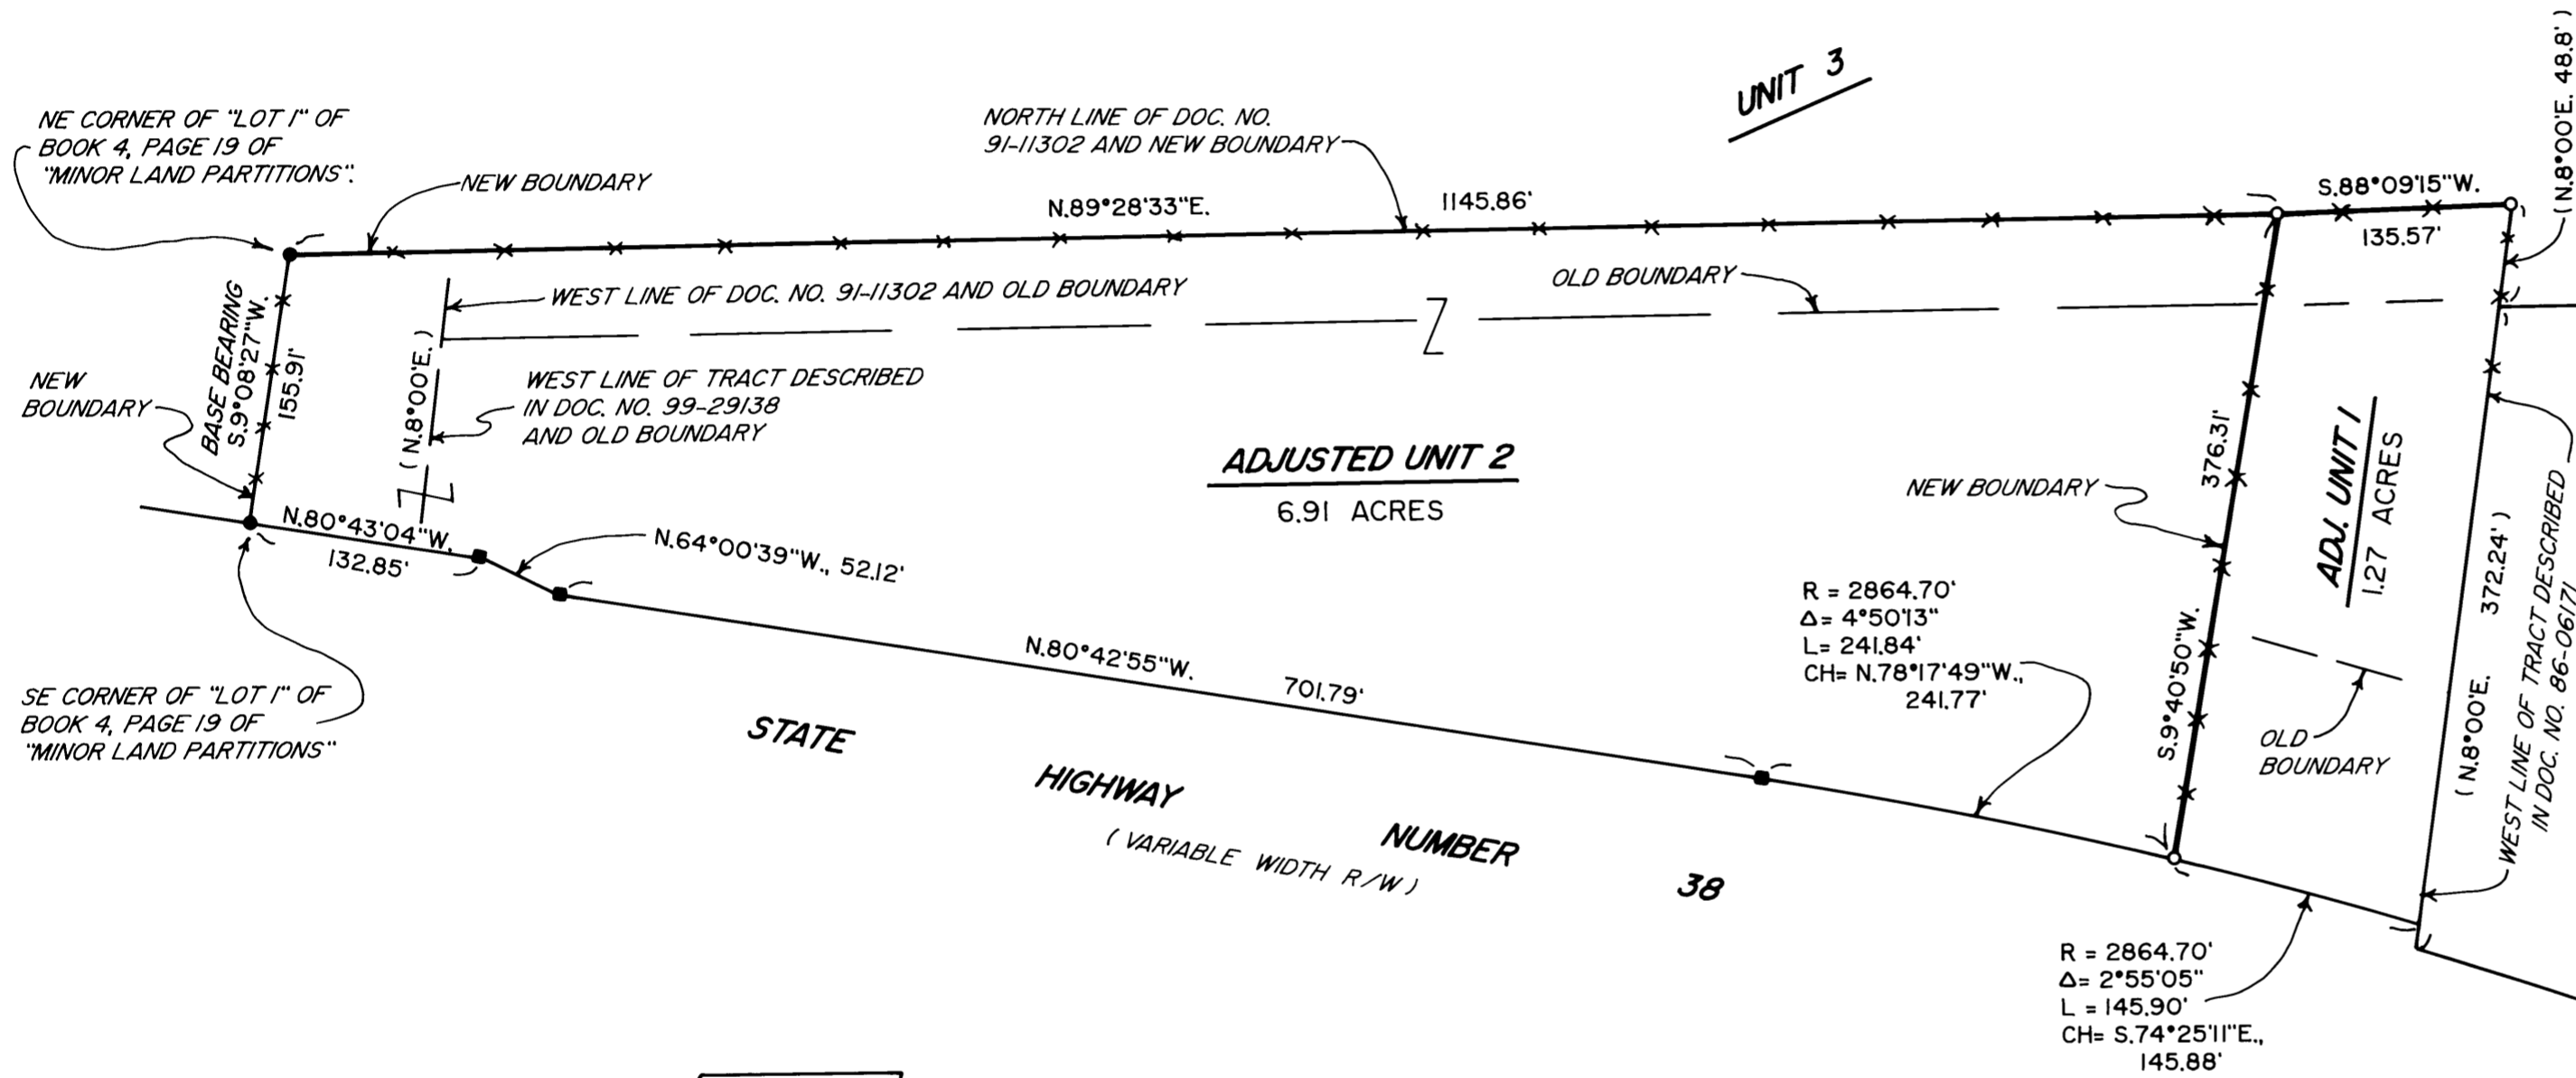 UNIT 3
(N.8°00'E. 48.8')
NE CORNER OF "LOT 1" OF
BOOK 4, PAGE 19 OF
"MINOR LAND PARTITIONS".
NEW BOUNDARY
NORTH LINE OF DOC. NO.
91-11302 AND NEW BOUNDARY
N.89°28'33"E.
1145.86'
S.88°09'15"W.
135.57'
WEST LINE OF DOC. NO. 91-11302 AND OLD BOUNDARY
OLD BOUNDARY
BASE BEARING
S.9°08'27"W.
155.91'
(N.8°00'E.)
NEW
BOUNDARY
WEST LINE OF TRACT DESCRIBED
IN DOC. NO. 99-29138
AND OLD BOUNDARY
ADJUSTED UNIT 2
6.91 ACRES
376.31'
S.9°40'50"W.
NEW BOUNDARY
ADJ. UNIT 1
1.27 ACRES
(N.8°00'E. 372.24')
WEST LINE OF TRACT DESCRIBED
IN DOC. NO. 86-06171
N.80°43'04"W.
132.85'
N.64°00'39"W., 52.12'
R = 2864.70'
Δ= 4°50'13"
L= 241.84'
CH= N.78°17'49"W.,
241.77'
N.80°42'55"W.
701.79'
OLD
BOUNDARY
SE CORNER OF "LOT 1" OF
BOOK 4, PAGE 19 OF
"MINOR LAND PARTITIONS"
STATE
HIGHWAY
NUMBER
38
(VARIABLE WIDTH R/W)
R = 2864.70'
Δ= 2°55'05"
L = 145.90'
CH= S.74°25'11"E.,
145.88'